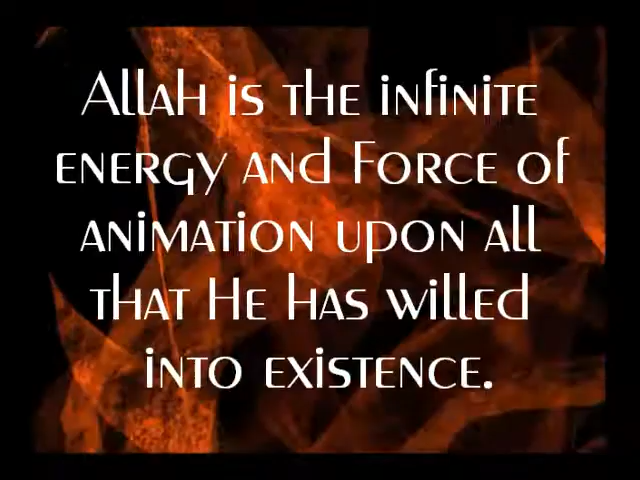 Allah is the infinite
energy and Force of
animation upon all
that He has willed
into existence.